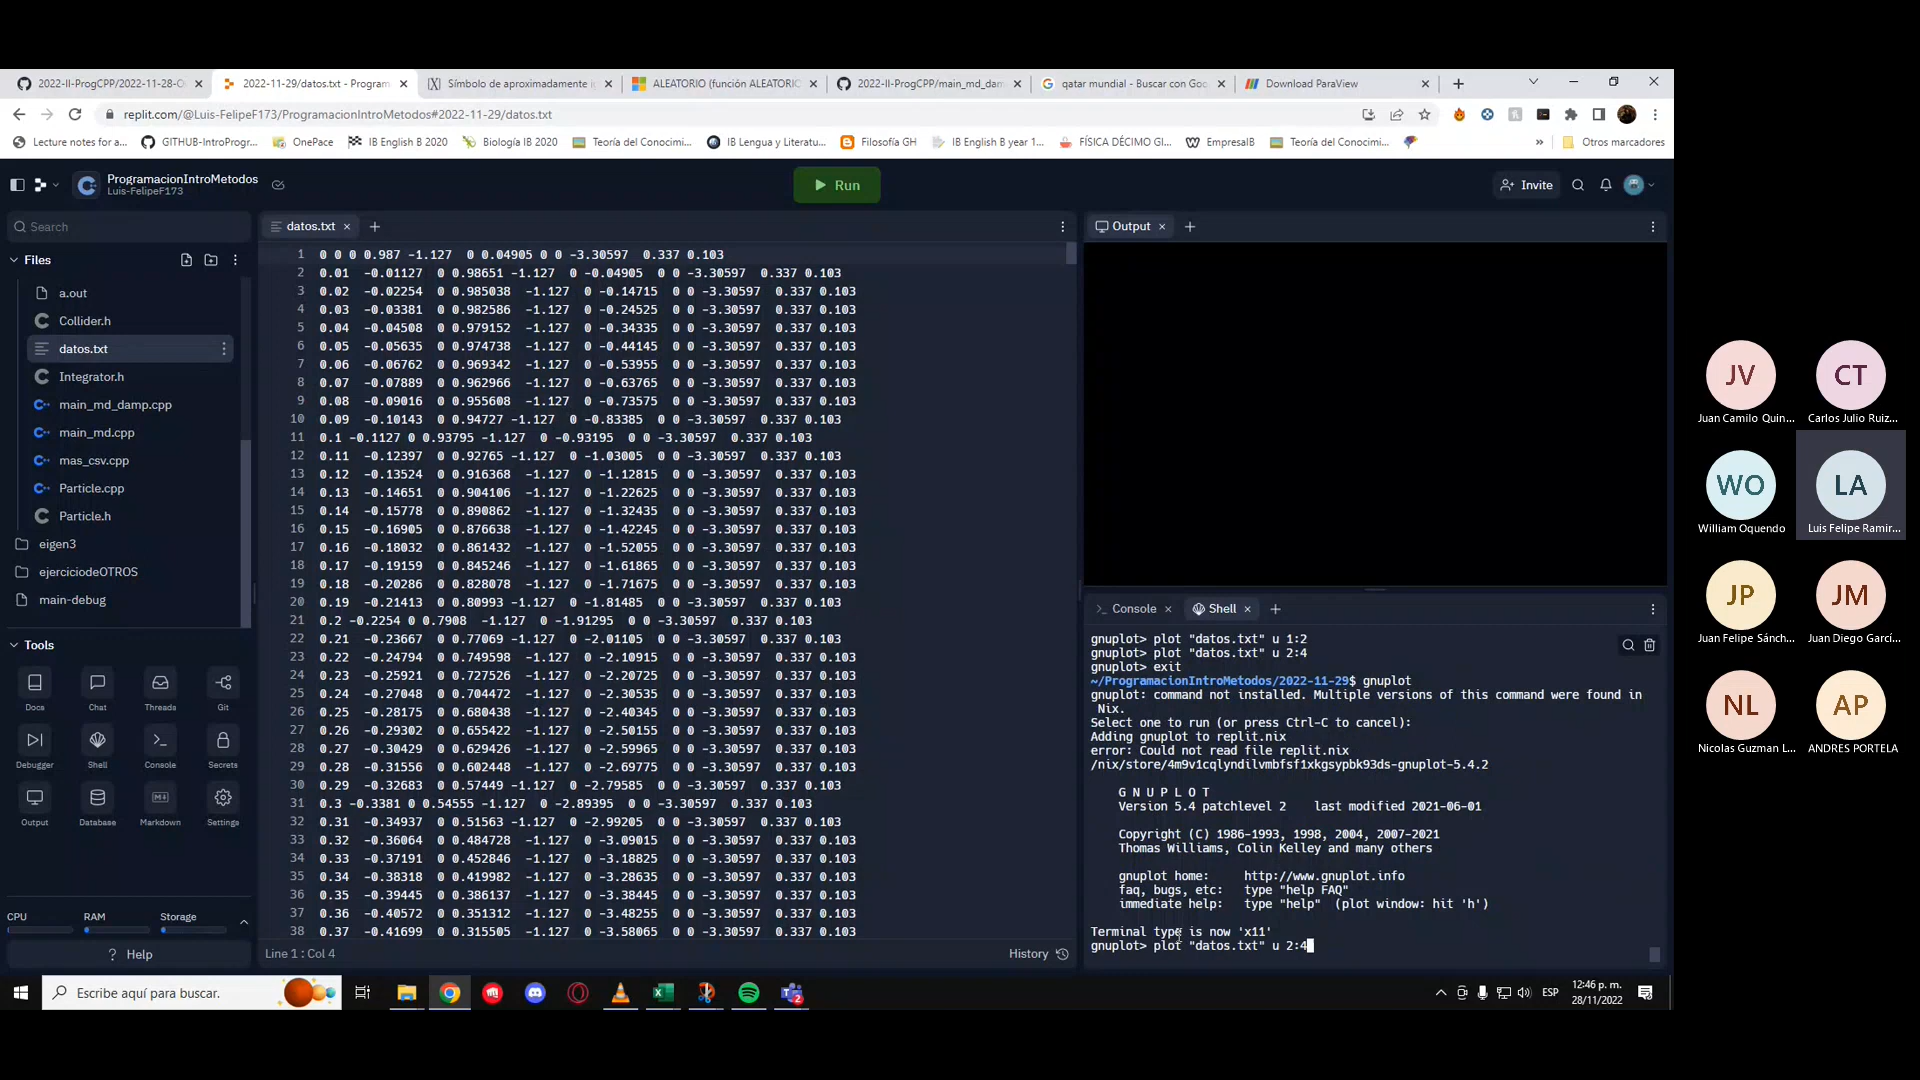 2022-II-ProgCPP/2022-11-28-O
2022-11-29/datos.txt - Program
Símbolo de aproximadamente ig
ALEATORIO (función ALEATORIO
2022-II-ProgCPP/main_md_dam
qatar mundial - Buscar con Goo
Download ParaView
replit.com/@Luis-FelipeF173/ProgramacionIntroMetodos#2022-11-29/datos.txt
Lecture notes for a...
GITHUB-IntroProgr...
OnePace
IB English B 2020
Biología IB 2020
Teoría del Conocimi...
IB Lengua y Literatu...
Filosofía GH
IB English B year 1...
FÍSICA DÉCIMO GI...
EmpresaIB
Teoría del Conocimi...
Otros marcadores
ProgramacionIntroMetodos
Luis-FelipeF173
Run
Invite
Search
Files
a.out
Collider.h
datos.txt
Integrator.h
main_md_damp.cpp
main_md.cpp
mas_csv.cpp
Particle.cpp
Particle.h
eigen3
ejerciciodeOTROS
main-debug
Tools
Docs Chat Threads Git
Debugger Shell Console Secrets
Output Database Markdown Settings
CPU RAM Storage
? Help
datos.txt
1 0 0 0 0.987 -1.127 0 0.04905 0 0 -3.30597 0.337 0.103
2 0.01 -0.01127 0 0.98651 -1.127 0 -0.04905 0 0 -3.30597 0.337 0.103
3 0.02 -0.02254 0 0.985038 -1.127 0 -0.14715 0 0 -3.30597 0.337 0.103
4 0.03 -0.03381 0 0.982586 -1.127 0 -0.24525 0 0 -3.30597 0.337 0.103
5 0.04 -0.04508 0 0.979152 -1.127 0 -0.34335 0 0 -3.30597 0.337 0.103
6 0.05 -0.05635 0 0.974738 -1.127 0 -0.44145 0 0 -3.30597 0.337 0.103
7 0.06 -0.06762 0 0.969342 -1.127 0 -0.53955 0 0 -3.30597 0.337 0.103
8 0.07 -0.07889 0 0.962966 -1.127 0 -0.63765 0 0 -3.30597 0.337 0.103
9 0.08 -0.09016 0 0.955608 -1.127 0 -0.73575 0 0 -3.30597 0.337 0.103
10 0.09 -0.10143 0 0.94727 -1.127 0 -0.83385 0 0 -3.30597 0.337 0.103
11 0.1 -0.1127 0 0.93795 -1.127 0 -0.93195 0 0 -3.30597 0.337 0.103
12 0.11 -0.12397 0 0.92765 -1.127 0 -1.03005 0 0 -3.30597 0.337 0.103
13 0.12 -0.13524 0 0.916368 -1.127 0 -1.12815 0 0 -3.30597 0.337 0.103
14 0.13 -0.14651 0 0.904106 -1.127 0 -1.22625 0 0 -3.30597 0.337 0.103
15 0.14 -0.15778 0 0.890862 -1.127 0 -1.32435 0 0 -3.30597 0.337 0.103
16 0.15 -0.16905 0 0.876638 -1.127 0 -1.42245 0 0 -3.30597 0.337 0.103
17 0.16 -0.18032 0 0.861432 -1.127 0 -1.52055 0 0 -3.30597 0.337 0.103
18 0.17 -0.19159 0 0.845246 -1.127 0 -1.61865 0 0 -3.30597 0.337 0.103
19 0.18 -0.20286 0 0.828078 -1.127 0 -1.71675 0 0 -3.30597 0.337 0.103
20 0.19 -0.21413 0 0.80993 -1.127 0 -1.81485 0 0 -3.30597 0.337 0.103
21 0.2 -0.2254 0 0.7908 -1.127 0 -1.91295 0 0 -3.30597 0.337 0.103
22 0.21 -0.23667 0 0.77069 -1.127 0 -2.01105 0 0 -3.30597 0.337 0.103
23 0.22 -0.24794 0 0.749598 -1.127 0 -2.10915 0 0 -3.30597 0.337 0.103
24 0.23 -0.25921 0 0.727526 -1.127 0 -2.20725 0 0 -3.30597 0.337 0.103
25 0.24 -0.27048 0 0.704472 -1.127 0 -2.30535 0 0 -3.30597 0.337 0.103
26 0.25 -0.28175 0 0.680438 -1.127 0 -2.40345 0 0 -3.30597 0.337 0.103
27 0.26 -0.29302 0 0.655422 -1.127 0 -2.50155 0 0 -3.30597 0.337 0.103
28 0.27 -0.30429 0 0.629426 -1.127 0 -2.59965 0 0 -3.30597 0.337 0.103
29 0.28 -0.31556 0 0.602448 -1.127 0 -2.69775 0 0 -3.30597 0.337 0.103
30 0.29 -0.32683 0 0.57449 -1.127 0 -2.79585 0 0 -3.30597 0.337 0.103
31 0.3 -0.3381 0 0.54555 -1.127 0 -2.89395 0 0 -3.30597 0.337 0.103
32 0.31 -0.34937 0 0.51563 -1.127 0 -2.99205 0 0 -3.30597 0.337 0.103
33 0.32 -0.36064 0 0.484728 -1.127 0 -3.09015 0 0 -3.30597 0.337 0.103
34 0.33 -0.37191 0 0.452846 -1.127 0 -3.18825 0 0 -3.30597 0.337 0.103
35 0.34 -0.38318 0 0.419982 -1.127 0 -3.28635 0 0 -3.30597 0.337 0.103
36 0.35 -0.39445 0 0.386137 -1.127 0 -3.38445 0 0 -3.30597 0.337 0.103
37 0.36 -0.40572 0 0.351312 -1.127 0 -3.48255 0 0 -3.30597 0.337 0.103
38 0.37 -0.41699 0 0.315505 -1.127 0 -3.58065 0 0 -3.30597 0.337 0.103
Line 1 : Col 4
History
Output
Console
Shell
gnuplot> plot "datos.txt" u 1:2
gnuplot> plot "datos.txt" u 2:4
gnuplot> exit
~/ProgramacionIntroMetodos/2022-11-29$ gnuplot
gnuplot: command not installed. Multiple versions of this command were found in
Nix.
Select one to run (or press Ctrl-C to cancel):
Adding gnuplot to replit.nix
error: Could not read file replit.nix
/nix/store/4m9v1cqlyndilvmbfsf1xkgsypbk93ds-gnuplot-5.4.2
G N U P L O T
Version 5.4 patchlevel 2 last modified 2021-06-01
Copyright (C) 1986-1993, 1998, 2004, 2007-2021
Thomas Williams, Colin Kelley and many others
gnuplot home: http://www.gnuplot.info
faq, bugs, etc: type "help FAQ"
immediate help: type "help" (plot window: hit 'h')
Terminal type is now 'x11'
gnuplot> plot "datos.txt" u 2:4
JV
Juan Camilo Quin...
CT
Carlos Julio Ruiz...
WO
William Oquendo
LA
Luis Felipe Ramir...
JP
Juan Felipe Sánch...
JM
Juan Diego Garcí...
NL
Nicolas Guzman L...
AP
ANDRES PORTELA
Escribe aquí para buscar.
ESP
12:46 p. m.
28/11/2022